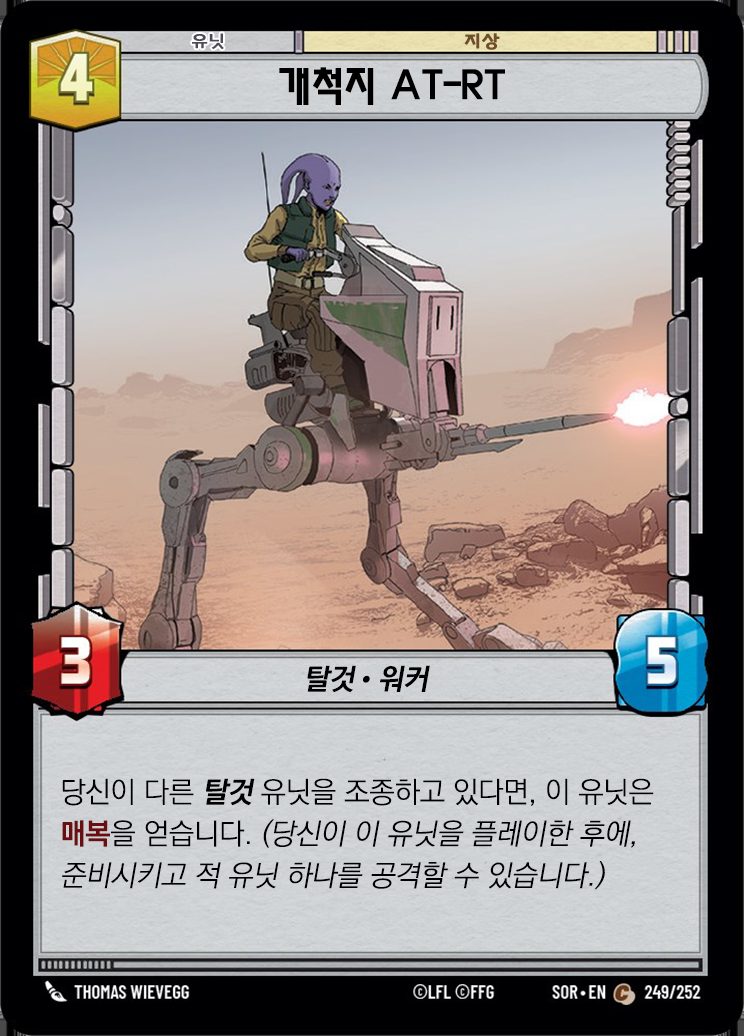 유닛
지상
4
개척지 AT-RT
3
탈것 • 워커
5
당신이 다른 탈것 유닛을 조종하고 있다면, 이 유닛은
매복을 얻습니다. (당신이 이 유닛을 플레이한 후에,
준비시키고 적 유닛 하나를 공격할 수 있습니다.)
THOMAS WIEVEGG
©LFL ©FFG
SOR • EN C 249/252